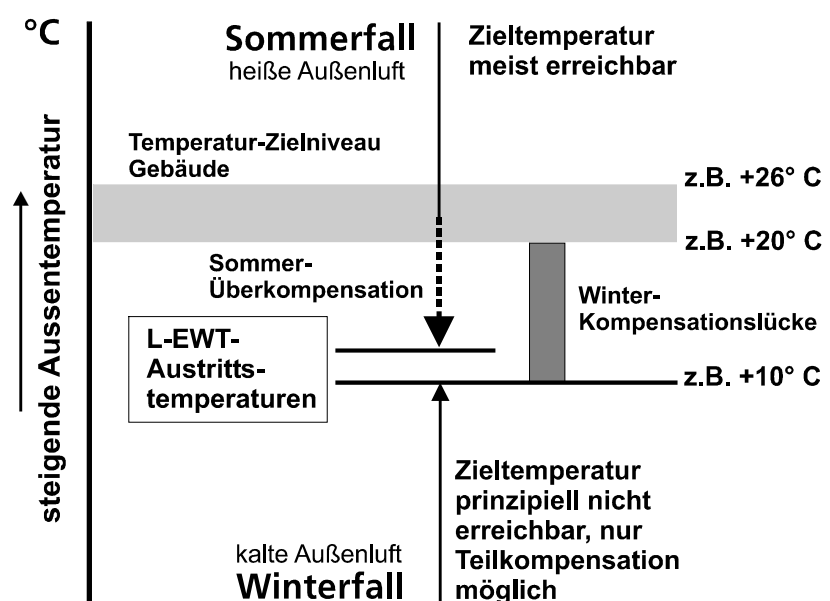 °C
Sommerfall
heiße Außenluft
Zieltemperatur
meist erreichbar
steigende Aussentemperatur
Temperatur-Zielniveau
Gebäude
z.B. +26° C
z.B. +20° C
Sommer-
Überkompensation
Winter-
Kompensationslücke
L-EWT-
Austritts-
temperaturen
z.B. +10° C
Zieltemperatur
prinzipiell nicht
erreichbar, nur
Teilkompensation
möglich
kalte Außenluft
Winterfall